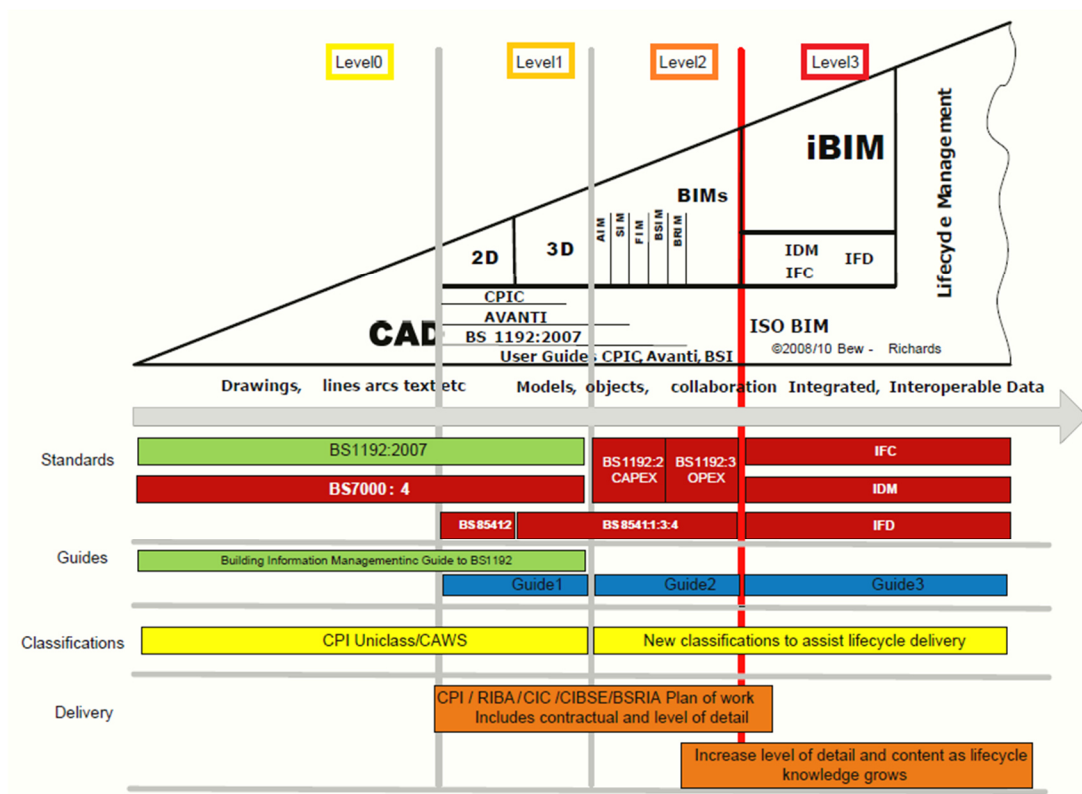 Level0
Level1
Level2
Level3
iBIM
Lifecycle Management
BIMs
AIM
SIM
FIM
BSIM
BRIM
2D
3D
IDM
IFC
IFD
CPIC
AVANTI
CAD
BS 1192:2007
User Guides CPIC, Avanti, BSI
ISO BIM
©2008/10 Bew - Richards
Drawings, lines arcs text etc
Models, objects, collaboration
Integrated, Interoperable Data
Standards
BS1192:2007
BS7000: 4
BS1192:2
CAPEX
BS1192:3
OPEX
IFC
IDM
BS8541:2
BS8541:1:3:4
IFD
Guides
Building Information Managementinc Guide to BS1192
Guide1
Guide2
Guide3
Classifications
CPI Uniclass/CAWS
New classifications to assist lifecycle delivery
Delivery
CPI / RIBA / CIC /CIBSE/BSRIA Plan of work
Includes contractual and level of detail
Increase level of detail and content as lifecycle
knowledge grows